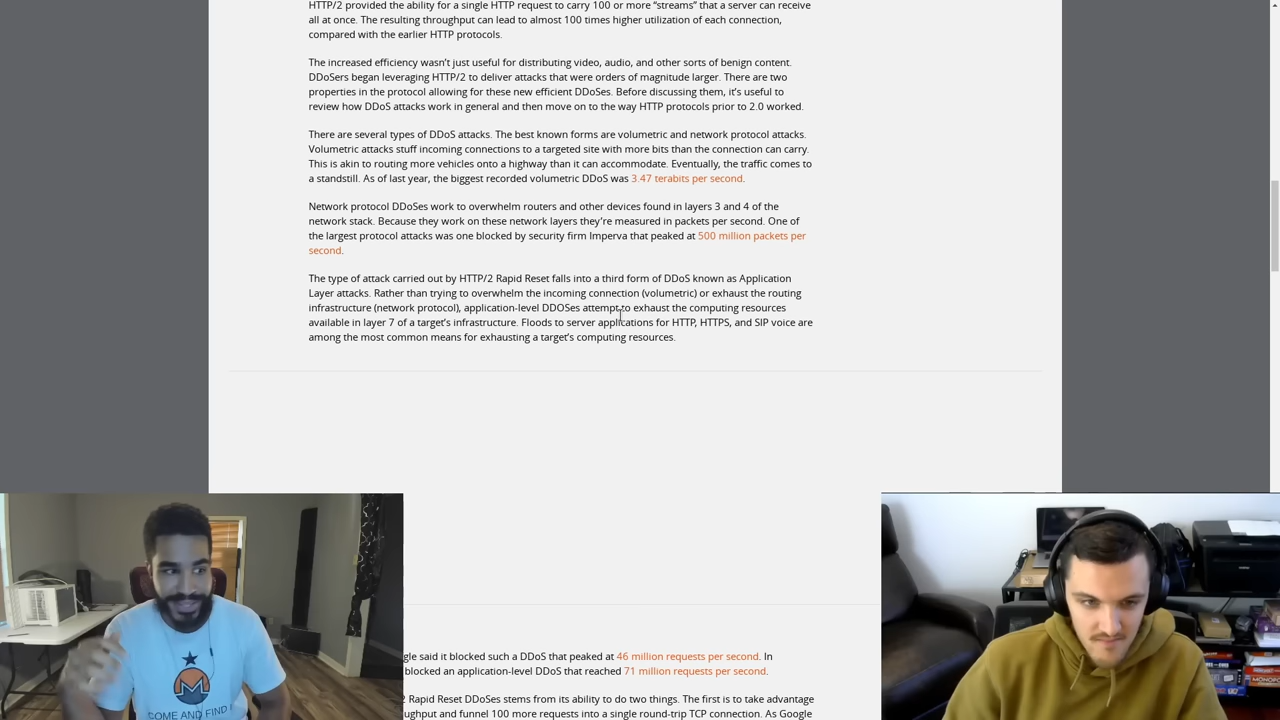 HTTP/2 provided the ability for a single HTTP request to carry 100 or more “streams” that a server can receive
all at once. The resulting throughput can lead to almost 100 times higher utilization of each connection,
compared with the earlier HTTP protocols.
The increased efficiency wasn’t just useful for distributing video, audio, and other sorts of benign content.
DDoSers began leveraging HTTP/2 to deliver attacks that were orders of magnitude larger. There are two
properties in the protocol allowing for these new efficient DDoSes. Before discussing them, it’s useful to
review how DDoS attacks work in general and then move on to the way HTTP protocols prior to 2.0 worked.
There are several types of DDoS attacks. The best known forms are volumetric and network protocol attacks.
Volumetric attacks stuff incoming connections to a targeted site with more bits than the connection can carry.
This is akin to routing more vehicles onto a highway than it can accommodate. Eventually, the traffic comes to
a standstill. As of last year, the biggest recorded volumetric DDoS was 3.47 terabits per second.
Network protocol DDoSes work to overwhelm routers and other devices found in layers 3 and 4 of the
network stack. Because they work on these network layers they’re measured in packets per second. One of
the largest protocol attacks was one blocked by security firm Imperva that peaked at 500 million packets per
second.
The type of attack carried out by HTTP/2 Rapid Reset falls into a third form of DDoS known as Application
Layer attacks. Rather than trying to overwhelm the incoming connection (volumetric) or exhaust the routing
infrastructure (network protocol), application-level DDOSes attempt to exhaust the computing resources
available in layer 7 of a target’s infrastructure. Floods to server applications for HTTP, HTTPS, and SIP voice are
among the most common means for exhausting a target’s computing resources.
gle said it blocked such a DDoS that peaked at 46 million requests per second. In
blocked an application-level DDoS that reached 71 million requests per second.
2 Rapid Reset DDoSes stems from its ability to do two things. The first is to take advantage
ughput and funnel 100 more requests into a single round-trip TCP connection. As Google
COME AND FIND
MONOPO